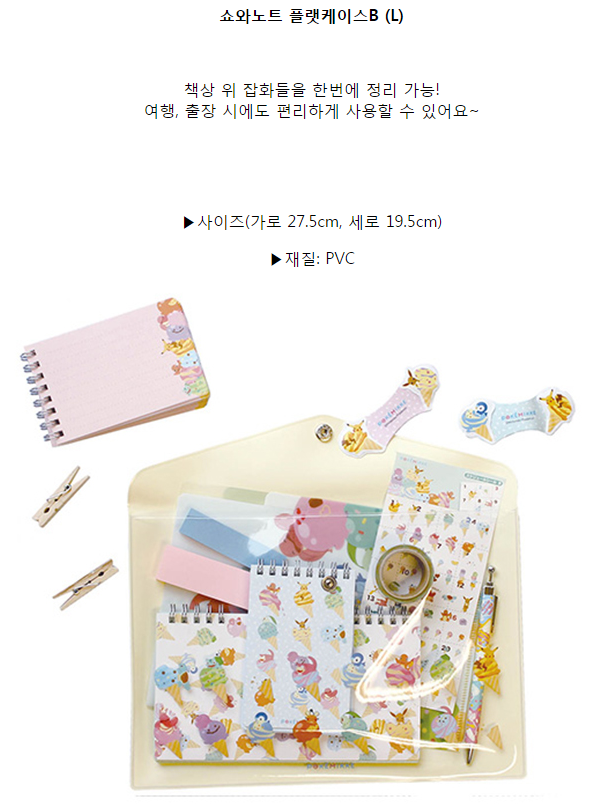 쇼와노트 플랫케이스B (L)
책상 위 잡화들을 한번에 정리 가능!
여행, 출장 시에도 편리하게 사용할 수 있어요~
▶사이즈(가로 27.5cm, 세로 19.5cm)
▶재질: PVC